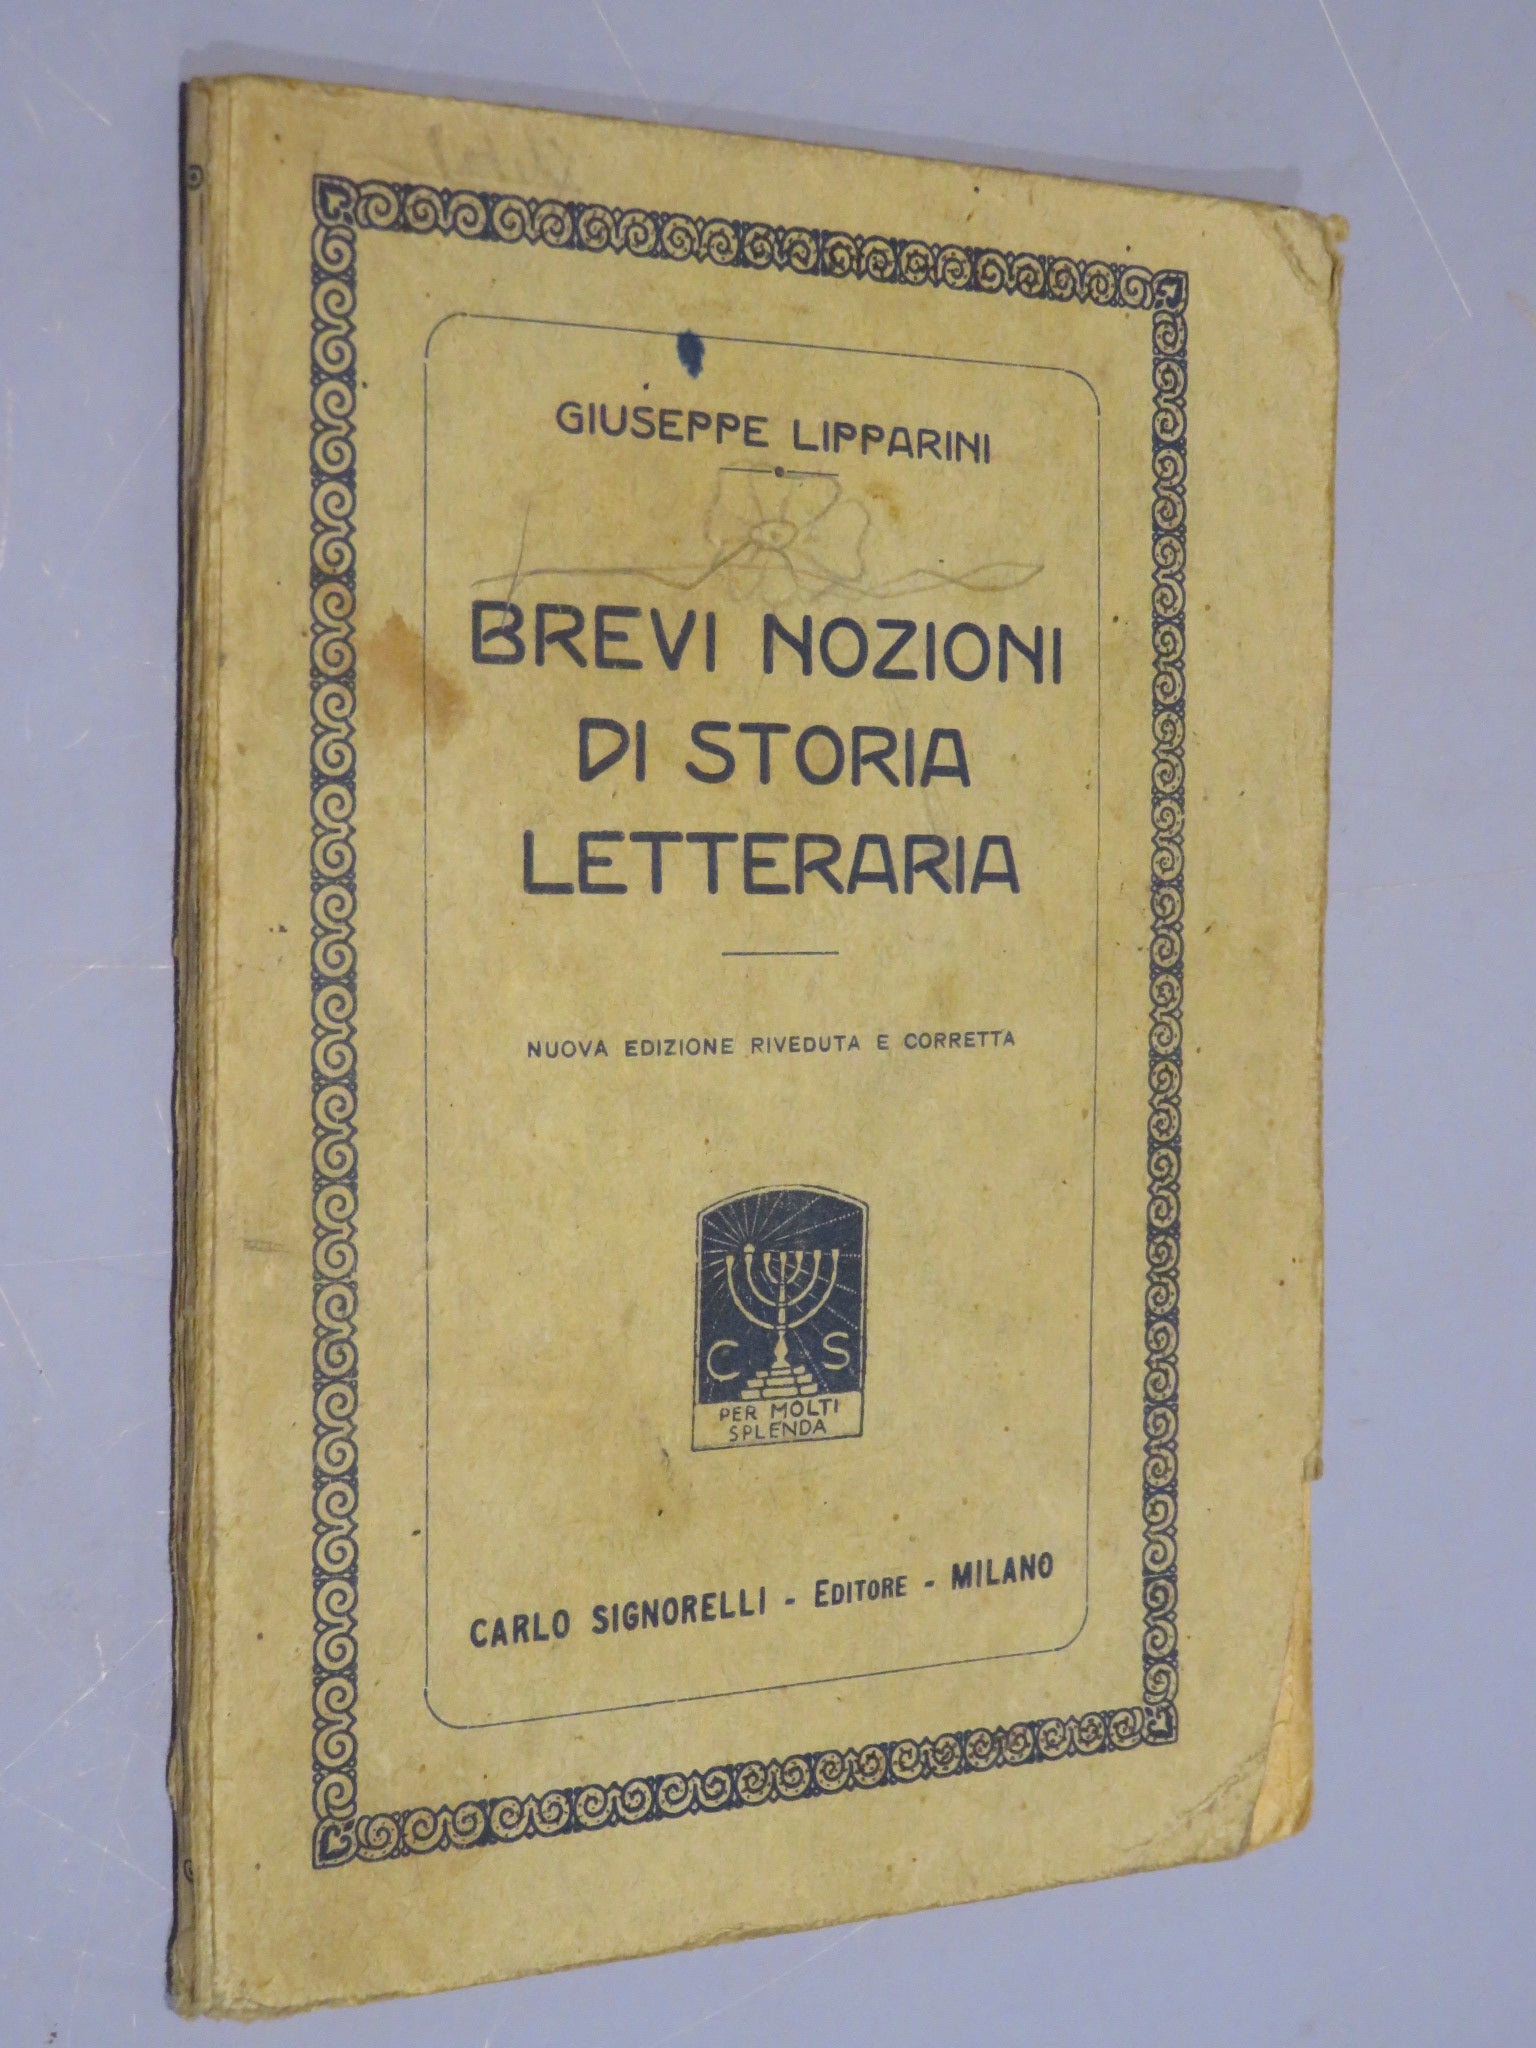 GIUSEPPE LIPPARINI
BREVI NOZIONI
DI STORIA
LETTERARIA
NUOVA EDIZIONE RIVEDUTA E CORRETTA
C S
PER MOLTI
SPLENDA
CARLO SIGNORELLI - EDITORE - MILANO